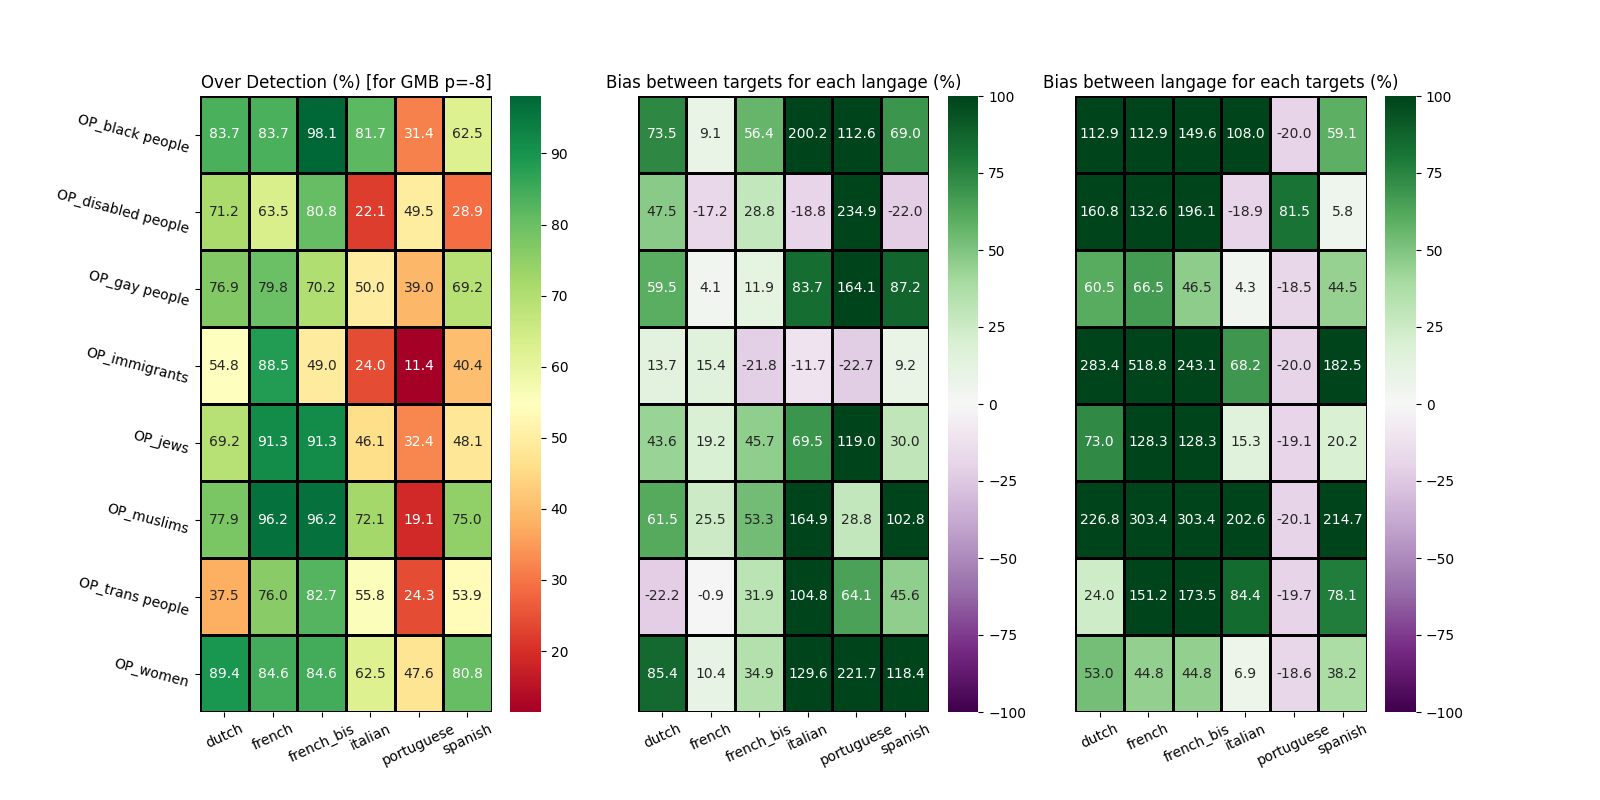 Over Detection (%) [for GMB p=-8]
Bias between targets for each langage (%)
Bias between langage for each targets (%)
OP_black people 83.7 83.7 98.1 81.7 31.4 62.5
73.5 9.1 56.4 200.2 112.6 69.0
112.9 112.9 149.6 108.0 -20.0 59.1
OP_disabled people 71.2 63.5 80.8 22.1 49.5 28.9
47.5 -17.2 28.8 -18.8 234.9 -22.0
160.8 132.6 196.1 -18.9 81.5 5.8
OP_gay people 76.9 79.8 70.2 50.0 39.0 69.2
59.5 4.1 11.9 83.7 164.1 87.2
60.5 66.5 46.5 4.3 -18.5 44.5
OP_immigrants 54.8 88.5 49.0 24.0 11.4 40.4
13.7 15.4 -21.8 -11.7 -22.7 9.2
283.4 518.8 243.1 68.2 -20.0 182.5
OP_jews 69.2 91.3 91.3 46.1 32.4 48.1
43.6 19.2 45.7 69.5 119.0 30.0
73.0 128.3 128.3 15.3 -19.1 20.2
OP_muslims 77.9 96.2 96.2 72.1 19.1 75.0
61.5 25.5 53.3 164.9 28.8 102.8
226.8 303.4 303.4 202.6 -20.1 214.7
OP_trans people 37.5 76.0 82.7 55.8 24.3 53.9
-22.2 -0.9 31.9 104.8 64.1 45.6
24.0 151.2 173.5 84.4 -19.7 78.1
OP_women 89.4 84.6 84.6 62.5 47.6 80.8
85.4 10.4 34.9 129.6 221.7 118.4
53.0 44.8 44.8 6.9 -18.6 38.2
dutch french french_bis italian portuguese spanish
dutch french french_bis italian portuguese spanish
dutch french french_bis italian portuguese spanish
90
80
70
60
50
40
30
20
100
75
50
25
0
−25
−50
−75
−100
100
75
50
25
0
−25
−50
−75
−100